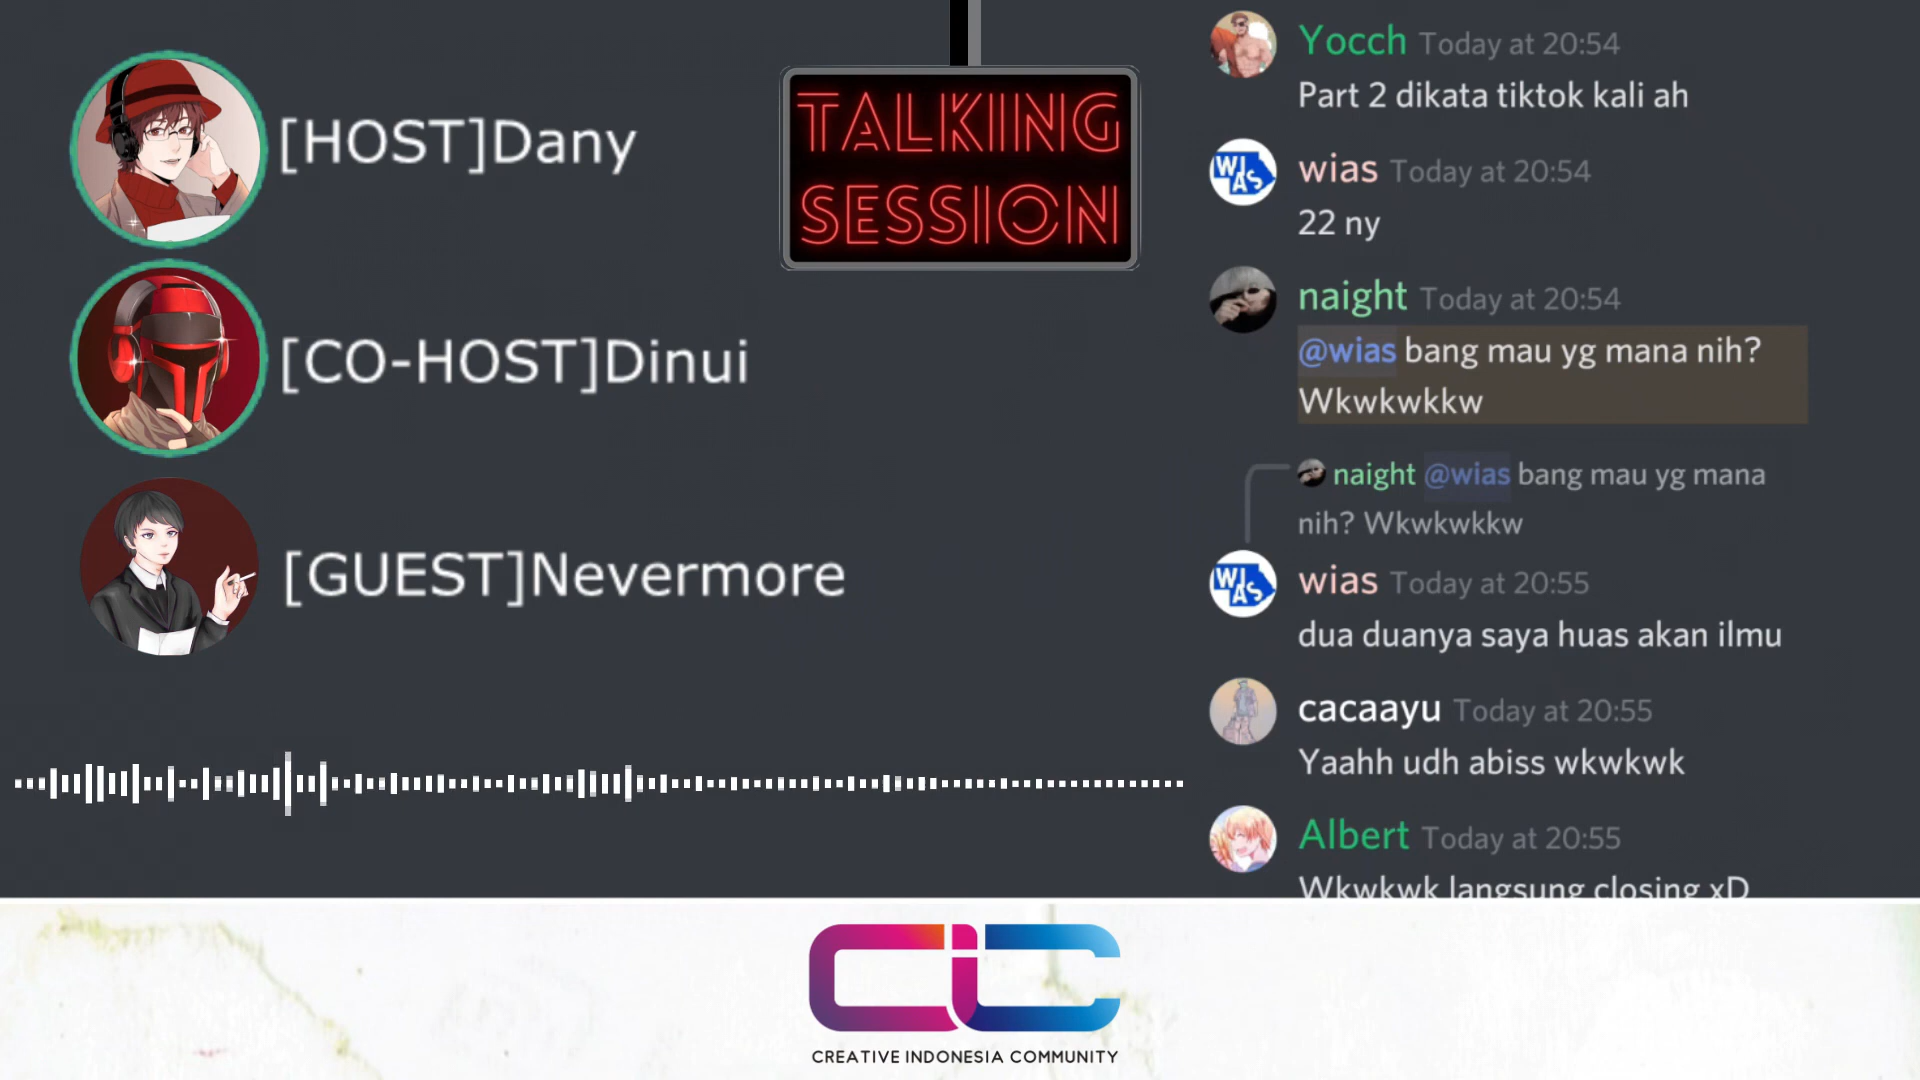 [HOST]Dany
[CO-HOST]Dinui
[GUEST]Nevermore
TALKING
SESSION
Yocch Today at 20:54
Part 2 dikata tiktok kali ah
WIAS
wias Today at 20:54
22 ny
naight Today at 20:54
@wias bang mau yg mana nih?
Wkwkwkkw
naight @wias bang mau yg mana
nih? Wkwkwkkw
WIAS
wias Today at 20:55
dua duanya saya huas akan ilmu
cacaayu Today at 20:55
Yaahh udh abiss wkwkwk
Albert Today at 20:55
Wkwkwk langsung closing xD
CIC
CREATIVE INDONESIA COMMUNITY